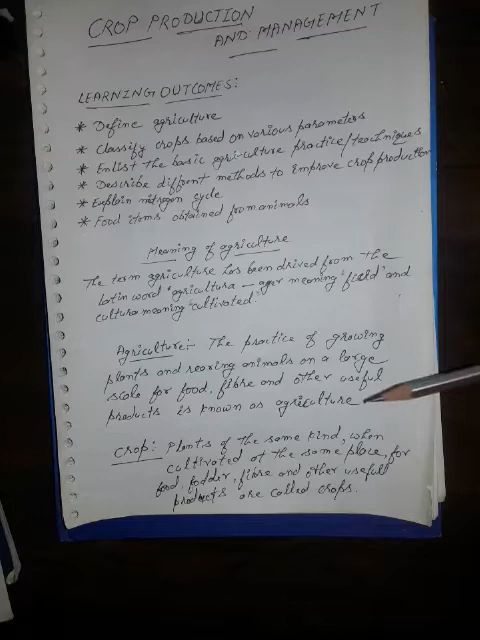 CROP PRODUCTION
AND MANAGEMENT
LEARNING OUTCOMES:
* Define agriculture
* Classify crops based on various parameters
* Enlist the basic agriculture practice/techniques
* Describe diffent methods to improve crop production
* Explain nitrogen cycle
* Food items obtained from animals
Meaning of agriculture
The term agriculture has been drived from the
Latin word "agricultura - ager meaning "field" and
cultura meaning "cultivated"
Agriculture:- The practice of growing
plants and rearing animals on a large
scale for food, fibre and other useful
products is known as agriculture
Crop: Plants of the same kind, when
cultivated at the same place, for
food, fodder, fibre and other usefull
products are called crops.